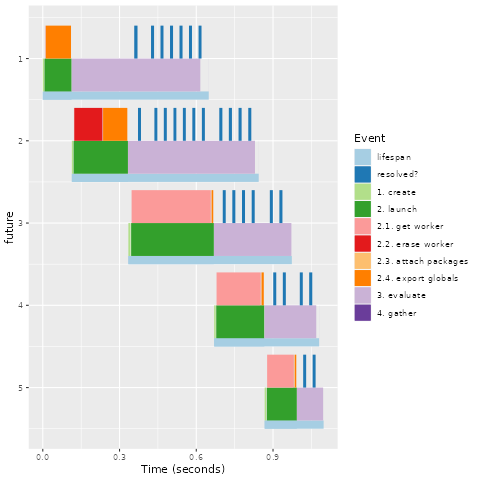 1
2
3
4
5
future
0.0
0.3
0.6
0.9
Time (seconds)
Event
lifespan
resolved?
1. create
2. launch
2.1. get worker
2.2. erase worker
2.3. attach packages
2.4. export globals
3. evaluate
4. gather